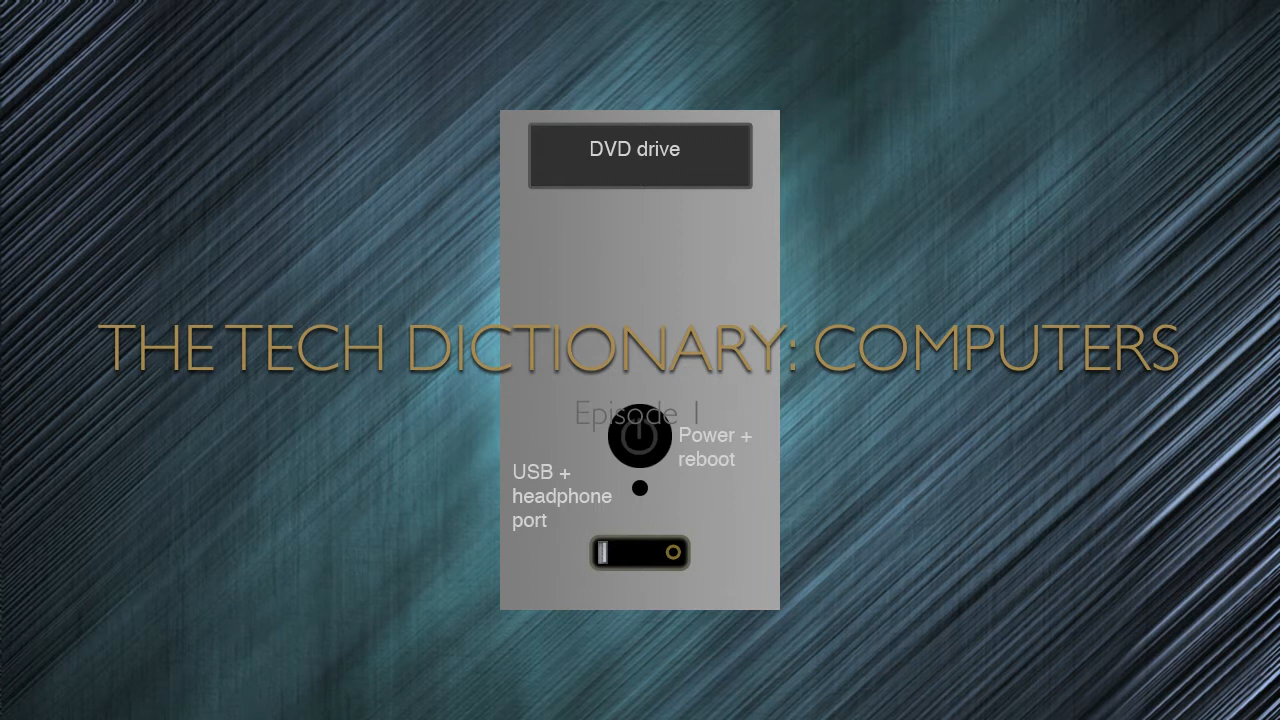 DVD drive
THE TECH DICTIONARY: COMPUTERS
Episode 1
Power +
reboot
USB +
headphone
port